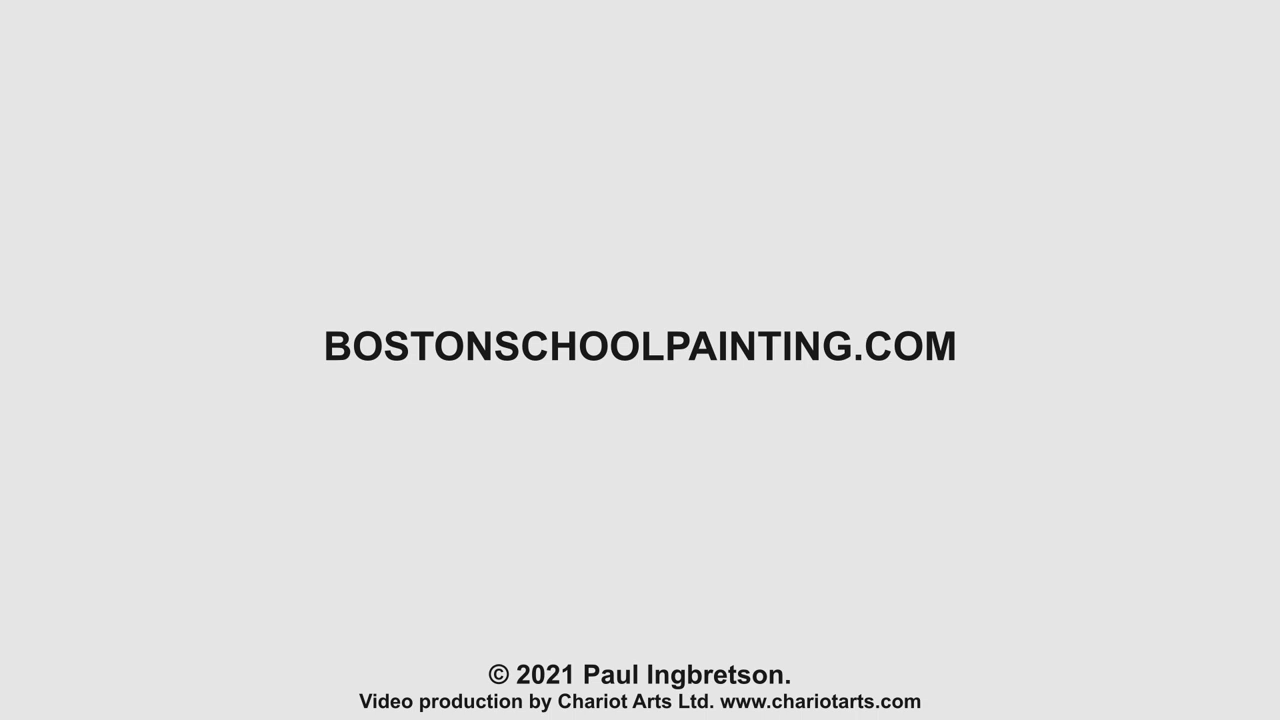 BOSTONSCHOOLPAINTING.COM
© 2021 Paul Ingbretson.
Video production by Chariot Arts Ltd. www.chariotarts.com